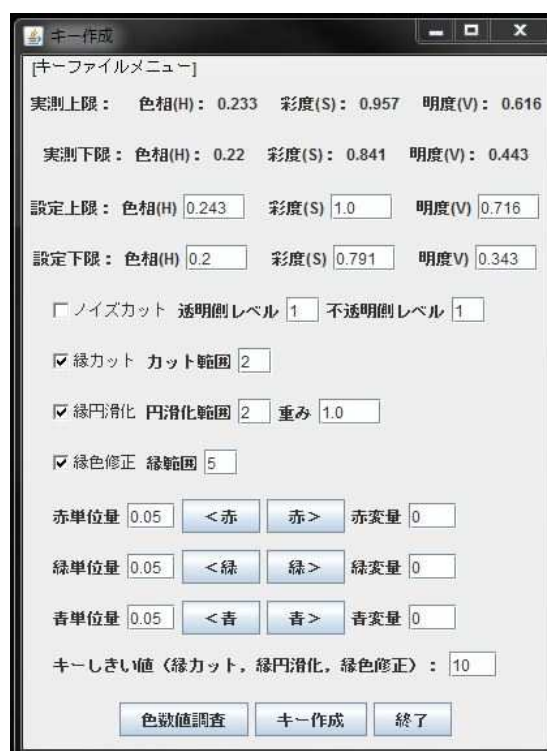 キー作成
[キーファイルメニュー]
実測上限： 色相(H)： 0.233 彩度(S)： 0.957 明度(V)： 0.616
実測下限： 色相(H)： 0.22 彩度(S)： 0.841 明度(V)： 0.443
設定上限： 色相(H) 0.243 彩度(S) 1.0 明度(V) 0.716
設定下限： 色相(H) 0.2 彩度(S) 0.791 明度V) 0.343
ノイズカット 透明側レベル 1 不透明側レベル 1
縁カット カット範囲 2
縁円滑化 円滑化範囲 2 重み 1.0
縁色修正 縁範囲 5
赤単位量 0.05 ＜赤 赤＞ 赤変量 0
緑単位量 0.05 ＜緑 緑＞ 緑変量 0
青単位量 0.05 ＜青 青＞ 青変量 0
キーしきい値（縁カット，縁円滑化，縁色修正）： 10
色数値調査 キー作成 終了